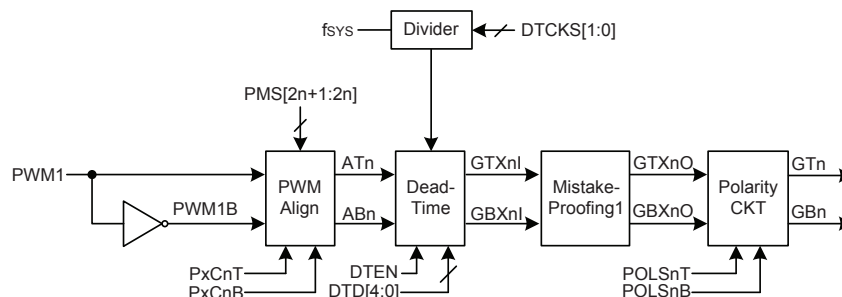 fSYS Divider DTCKS[1:0]
PMS[2n+1:2n]
PWM1 ATn GTXnI GTXnO GTn
PWM Align
Dead-Time
Mistake-Proofing1
Polarity CKT
PWM1B ABn GBXnI GBXnO GBn
PxCnT DTEN POLSnT
PxCnB DTD[4:0] POLSnB